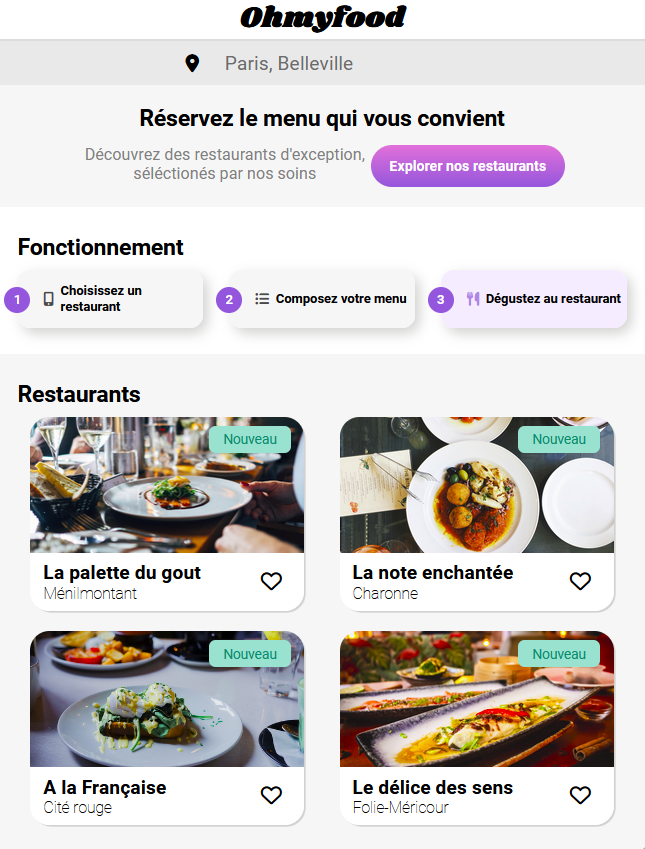 Ohmyfood
Paris, Belleville
Réservez le menu qui vous convient
Découvrez des restaurants d'exception,
séléctionés par nos soins
Explorer nos restaurants
Fonctionnement
1
Choisissez un
restaurant
2
Composez votre menu
3
Dégustez au restaurant
Restaurants
Nouveau
La palette du gout
Ménilmontant
Nouveau
La note enchantée
Charonne
Nouveau
A la Française
Cité rouge
Nouveau
Le délice des sens
Folie-Méricour